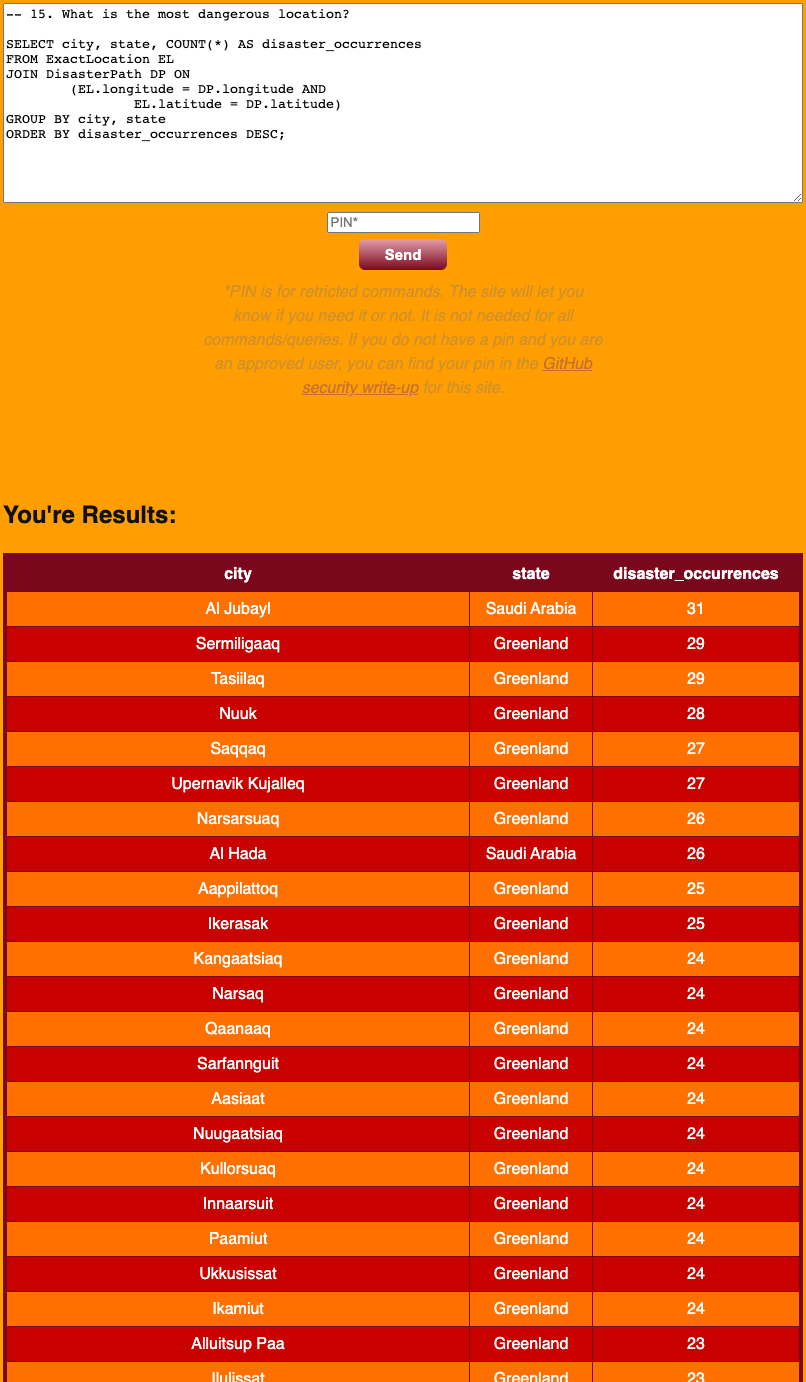 -- 15. What is the most dangerous location?
SELECT city, state, COUNT(*) AS disaster_occurrences
FROM ExactLocation EL
JOIN DisasterPath DP ON
(EL.longitude = DP.longitude AND
EL.latitude = DP.latitude)
GROUP BY city, state
ORDER BY disaster_occurrences DESC;
PIN*
Send
*PIN is for retricted commands. The site will let you
know if you need it or not. It is not needed for all
commands/queries. If you do not have a pin and you are
an approved user, you can find your pin in the GitHub
security write-up for this site.
You're Results:
city state disaster_occurrences
Al Jubayl Saudi Arabia 31
Sermiligaaq Greenland 29
Tasiilaq Greenland 29
Nuuk Greenland 28
Saqqaq Greenland 27
Upernavik Kujalleq Greenland 27
Narsarsuaq Greenland 26
Al Hada Saudi Arabia 26
Aappilattoq Greenland 25
Ikerasak Greenland 25
Kangaatsiaq Greenland 24
Narsaq Greenland 24
Qaanaaq Greenland 24
Sarfannguit Greenland 24
Aasiaat Greenland 24
Nuugaatsiaq Greenland 24
Kullorsuaq Greenland 24
Innaarsuit Greenland 24
Paamiut Greenland 24
Ukkusissat Greenland 24
Ikamiut Greenland 24
Alluitsup Paa Greenland 23
Ilulissat Greenland 23